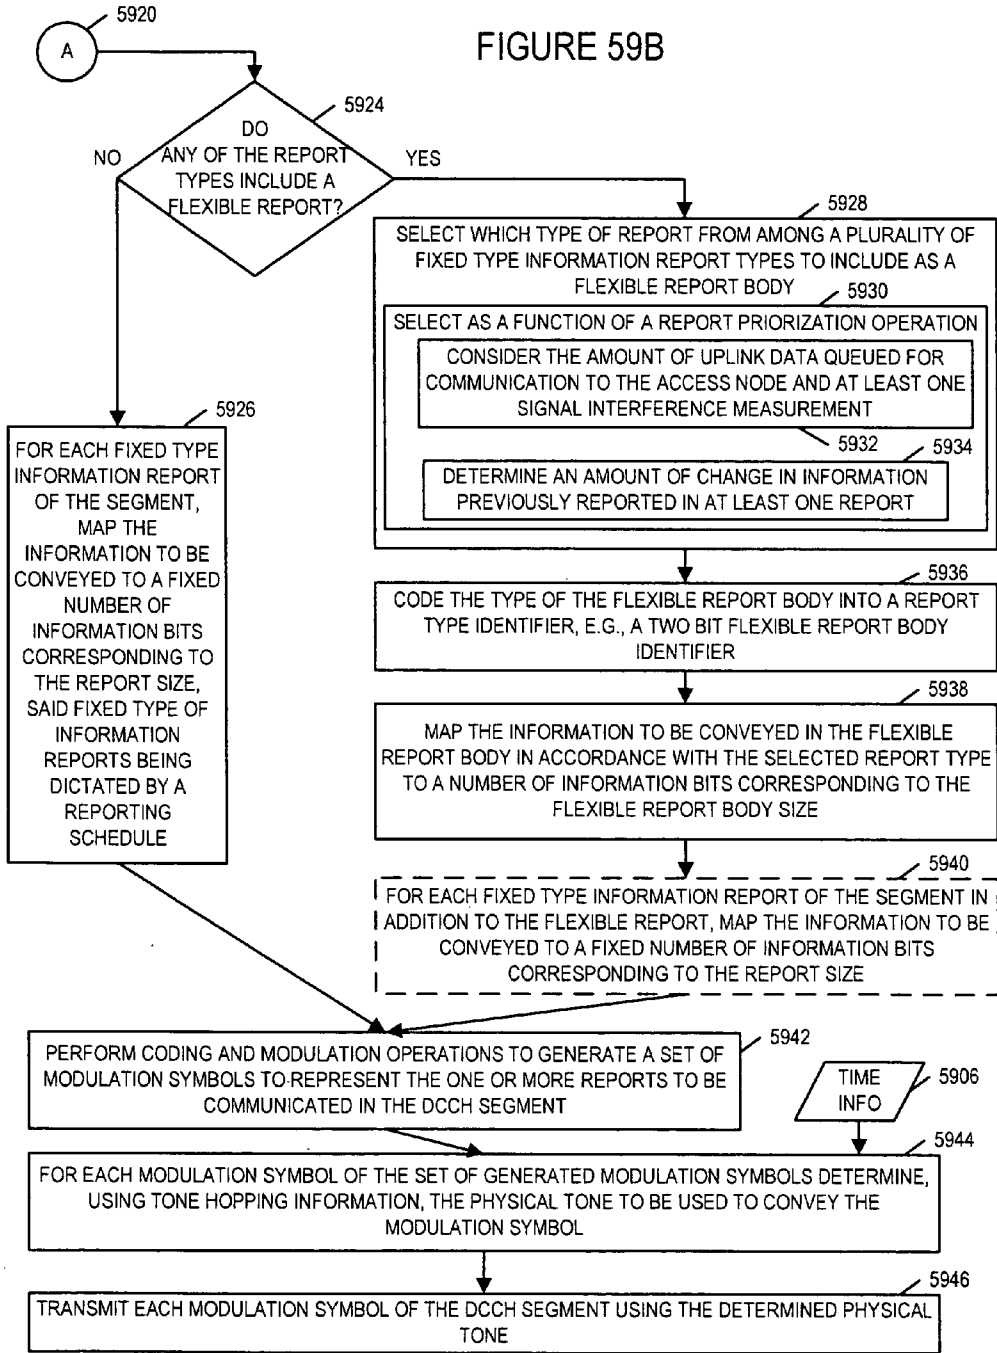 5920
A
FIGURE 59B
5924
DO
ANY OF THE REPORT
TYPES INCLUDE A
FLEXIBLE REPORT?
NO
YES
5928
SELECT WHICH TYPE OF REPORT FROM AMONG A PLURALITY OF
FIXED TYPE INFORMATION REPORT TYPES TO INCLUDE AS A
FLEXIBLE REPORT BODY
5930
SELECT AS A FUNCTION OF A REPORT PRIORIZATION OPERATION
CONSIDER THE AMOUNT OF UPLINK DATA QUEUED FOR
COMMUNICATION TO THE ACCESS NODE AND AT LEAST ONE
SIGNAL INTERFERENCE MEASUREMENT
5932
5934
DETERMINE AN AMOUNT OF CHANGE IN INFORMATION
PREVIOUSLY REPORTED IN AT LEAST ONE REPORT
5926
FOR EACH FIXED TYPE
INFORMATION REPORT
OF THE SEGMENT,
MAP THE
INFORMATION TO BE
CONVEYED TO A FIXED
NUMBER OF
INFORMATION BITS
CORRESPONDING TO
THE REPORT SIZE,
SAID FIXED TYPE OF
INFORMATION
REPORTS BEING
DICTATED BY A
REPORTING
SCHEDULE
5936
CODE THE TYPE OF THE FLEXIBLE REPORT BODY INTO A REPORT
TYPE IDENTIFIER, E.G., A TWO BIT FLEXIBLE REPORT BODY
IDENTIFIER
5938
MAP THE INFORMATION TO BE CONVEYED IN THE FLEXIBLE
REPORT BODY IN ACCORDANCE WITH THE SELECTED REPORT TYPE
TO A NUMBER OF INFORMATION BITS CORRESPONDING TO THE
FLEXIBLE REPORT BODY SIZE
5940
FOR EACH FIXED TYPE INFORMATION REPORT OF THE SEGMENT IN
ADDITION TO THE FLEXIBLE REPORT, MAP THE INFORMATION TO BE
CONVEYED TO A FIXED NUMBER OF INFORMATION BITS
CORRESPONDING TO THE REPORT SIZE
5942
PERFORM CODING AND MODULATION OPERATIONS TO GENERATE A SET OF
MODULATION SYMBOLS TO REPRESENT THE ONE OR MORE REPORTS TO BE
COMMUNICATED IN THE DCCH SEGMENT
TIME
INFO
5906
5944
FOR EACH MODULATION SYMBOL OF THE SET OF GENERATED MODULATION SYMBOLS DETERMINE,
USING TONE HOPPING INFORMATION, THE PHYSICAL TONE TO BE USED TO CONVEY THE
MODULATION SYMBOL
5946
TRANSMIT EACH MODULATION SYMBOL OF THE DCCH SEGMENT USING THE DETERMINED PHYSICAL
TONE